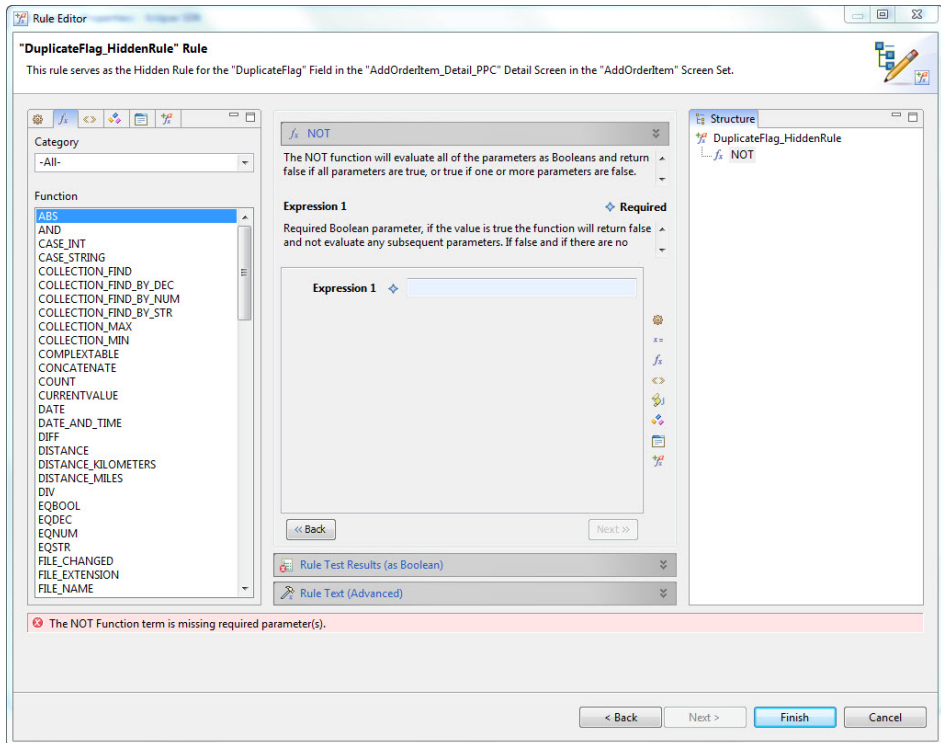 Rule Editor
"DuplicateFlag_HiddenRule" Rule
This rule serves as the Hidden Rule for the "DuplicateFlag" Field in the "AddOrderItem_Detail_PPC" Detail Screen in the "AddOrderItem" Screen Set.
Category
-All-
Function
ABS
AND
CASE_INT
CASE_STRING
COLLECTION_FIND
COLLECTION_FIND_BY_DEC
COLLECTION_FIND_BY_NUM
COLLECTION_FIND_BY_STR
COLLECTION_MAX
COLLECTION_MIN
COMPLEXTABLE
CONCATENATE
COUNT
CURRENTVALUE
DATE
DATE_AND_TIME
DIFF
DISTANCE
DISTANCE_KILOMETERS
DISTANCE_MILES
DIV
EQBOOL
EQDEC
EQNUM
EQSTR
FILE_CHANGED
FILE_EXTENSION
FILE_NAME
fx NOT
The NOT function will evaluate all of the parameters as Booleans and return
false if all parameters are true, or true if one or more parameters are false.
Expression 1 Required
Required Boolean parameter, if the value is true the function will return false
and not evaluate any subsequent parameters. If false and if there are no
Expression 1
« Back Next »
Rule Test Results (as Boolean)
Rule Text (Advanced)
Structure
DuplicateFlag_HiddenRule
fx NOT
The NOT Function term is missing required parameter(s).
< Back Next > Finish Cancel